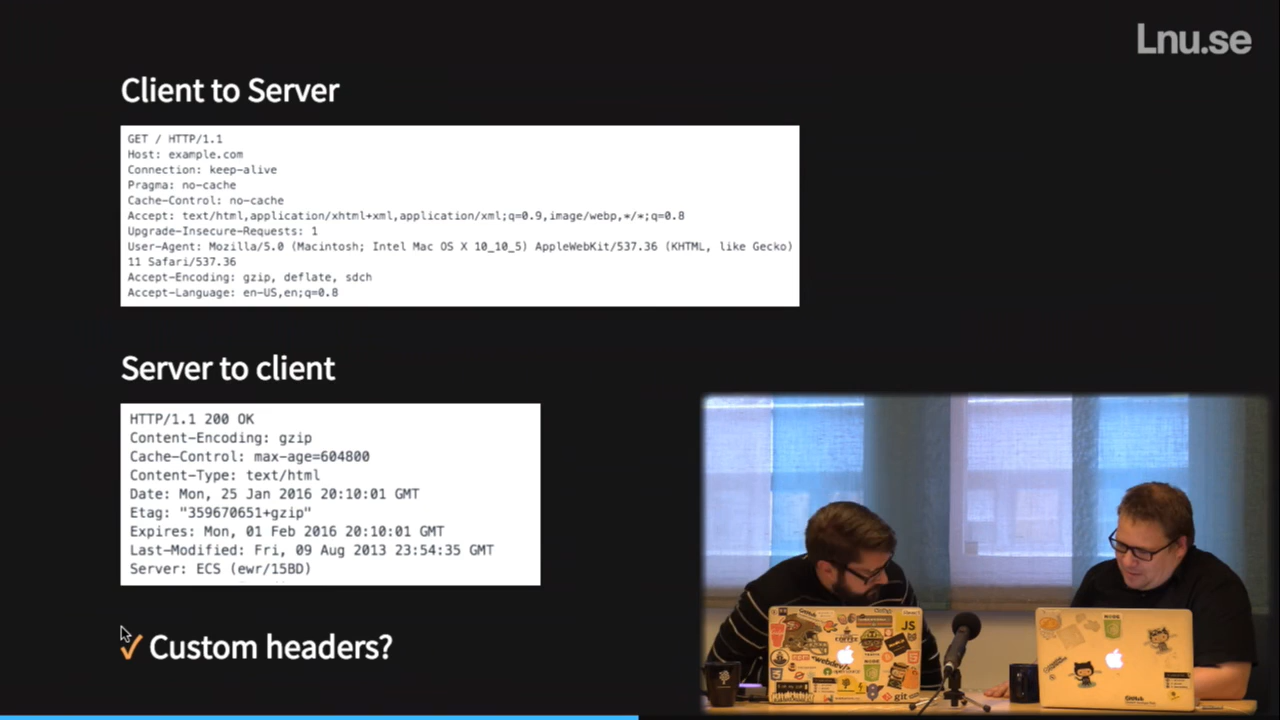 Lnu.se
Client to Server
GET / HTTP/1.1
Host: example.com
Connection: keep-alive
Pragma: no-cache
Cache-Control: no-cache
Accept: text/html,application/xhtml+xml,application/xml;q=0.9,image/webp,*/*;q=0.8
Upgrade-Insecure-Requests: 1
User-Agent: Mozilla/5.0 (Macintosh; Intel Mac OS X 10_10_5) AppleWebKit/537.36 (KHTML, like Gecko)
11 Safari/537.36
Accept-Encoding: gzip, deflate, sdch
Accept-Language: en-US,en;q=0.8
Server to client
HTTP/1.1 200 OK
Content-Encoding: gzip
Cache-Control: max-age=604800
Content-Type: text/html
Date: Mon, 25 Jan 2016 20:10:01 GMT
Etag: "359670651+gzip"
Expires: Mon, 01 Feb 2016 20:10:01 GMT
Last-Modified: Fri, 09 Aug 2013 23:54:35 GMT
Server: ECS (ewr/15BD)
✓ Custom headers?
JS
COFFEE
npm
webdev
git